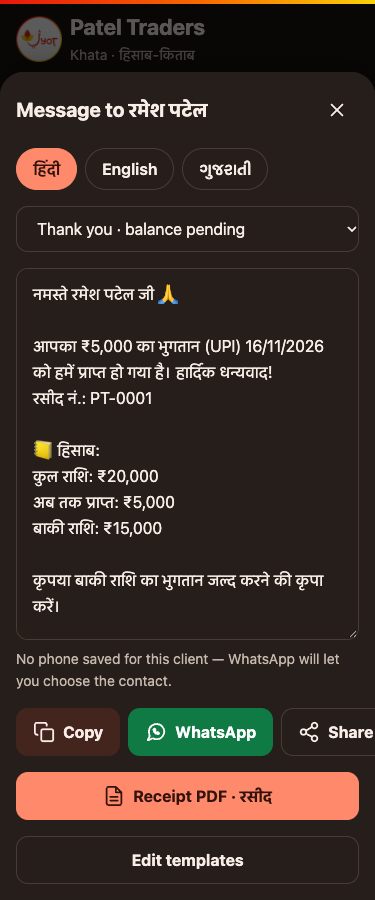 Jyot
Patel Traders
Khata · हिसाब-किताब
Message to रमेश पटेल
हिंदी
English
ગુજરાતી
Thank you · balance pending
नमस्ते रमेश पटेल जी 🙏
आपका ₹5,000 का भुगतान (UPI) 16/11/2026
को हमें प्राप्त हो गया है। हार्दिक धन्यवाद!
रसीद नं.: PT-0001
📒 हिसाब:
कुल राशि: ₹20,000
अब तक प्राप्त: ₹5,000
बाकी राशि: ₹15,000
कृपया बाकी राशि का भुगतान जल्द करने की कृपा
करें।
No phone saved for this client — WhatsApp will let
you choose the contact.
Copy
WhatsApp
Share
Receipt PDF · रसीद
Edit templates